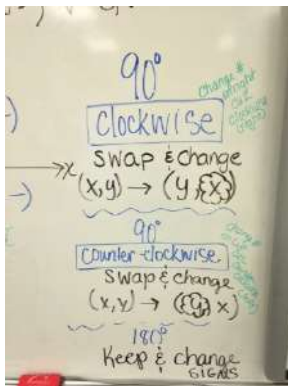 90°
Clockwise
Swap & change
x
(x,y) → (y,-x)
90°
Counter-clockwise
Swap & change
(x,y) → (-y,x)
180°
Keep & change
SIGNS